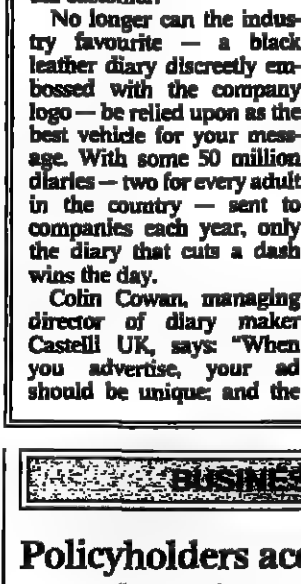 No longer can the indus-
try favourite — a black
leather diary discreetly em-
bossed with the company
logo — be relied upon as the
best vehicle for your mess-
age. With some 50 million
diaries — two for every adult
in the country — sent to
companies each year, only
the diary that cuts a dash
wins the day.
Colin Cowan, managing
director of diary maker
Castelli UK, says: "When
you advertise, your ad
should be unique; and the
BUSINES
Policyholders acc